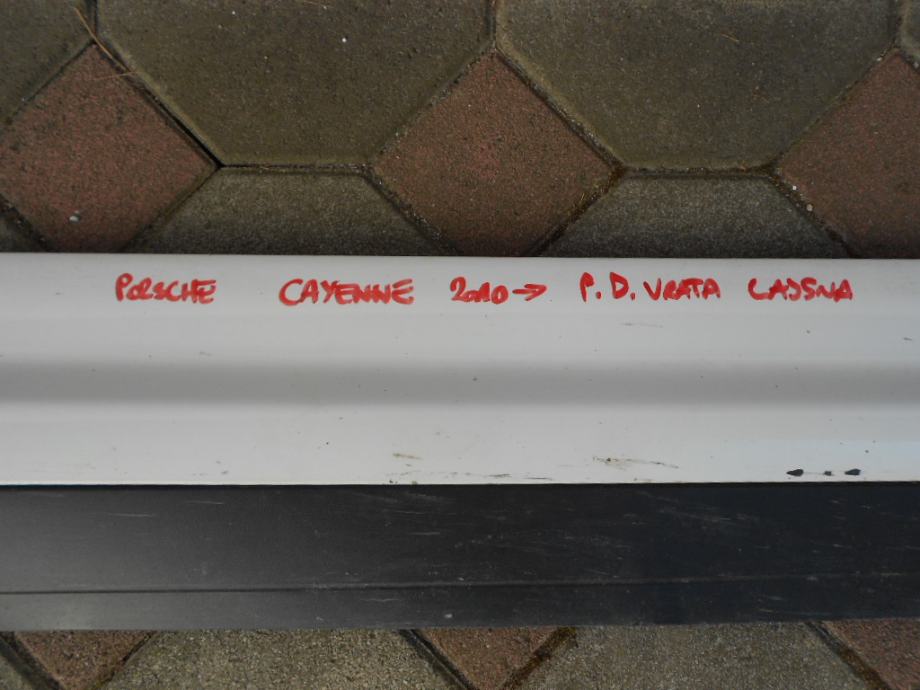 PORSCHE CAYENNE 2010→ P.D. VRATA LAJSNA